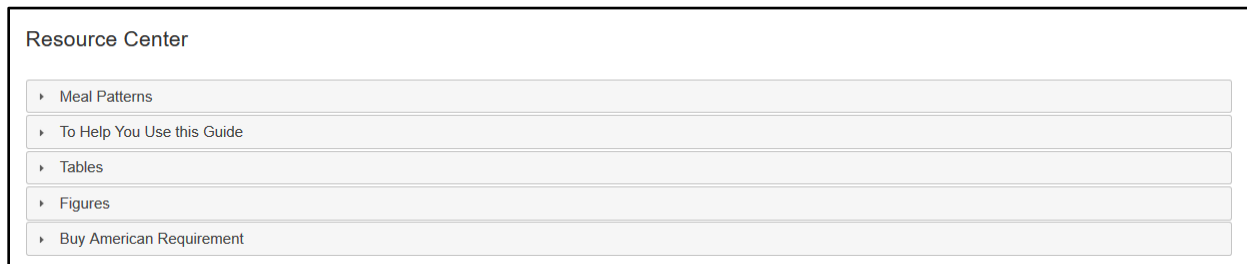 Resource Center
Meal Patterns
To Help You Use this Guide
Tables
Figures
Buy American Requirement